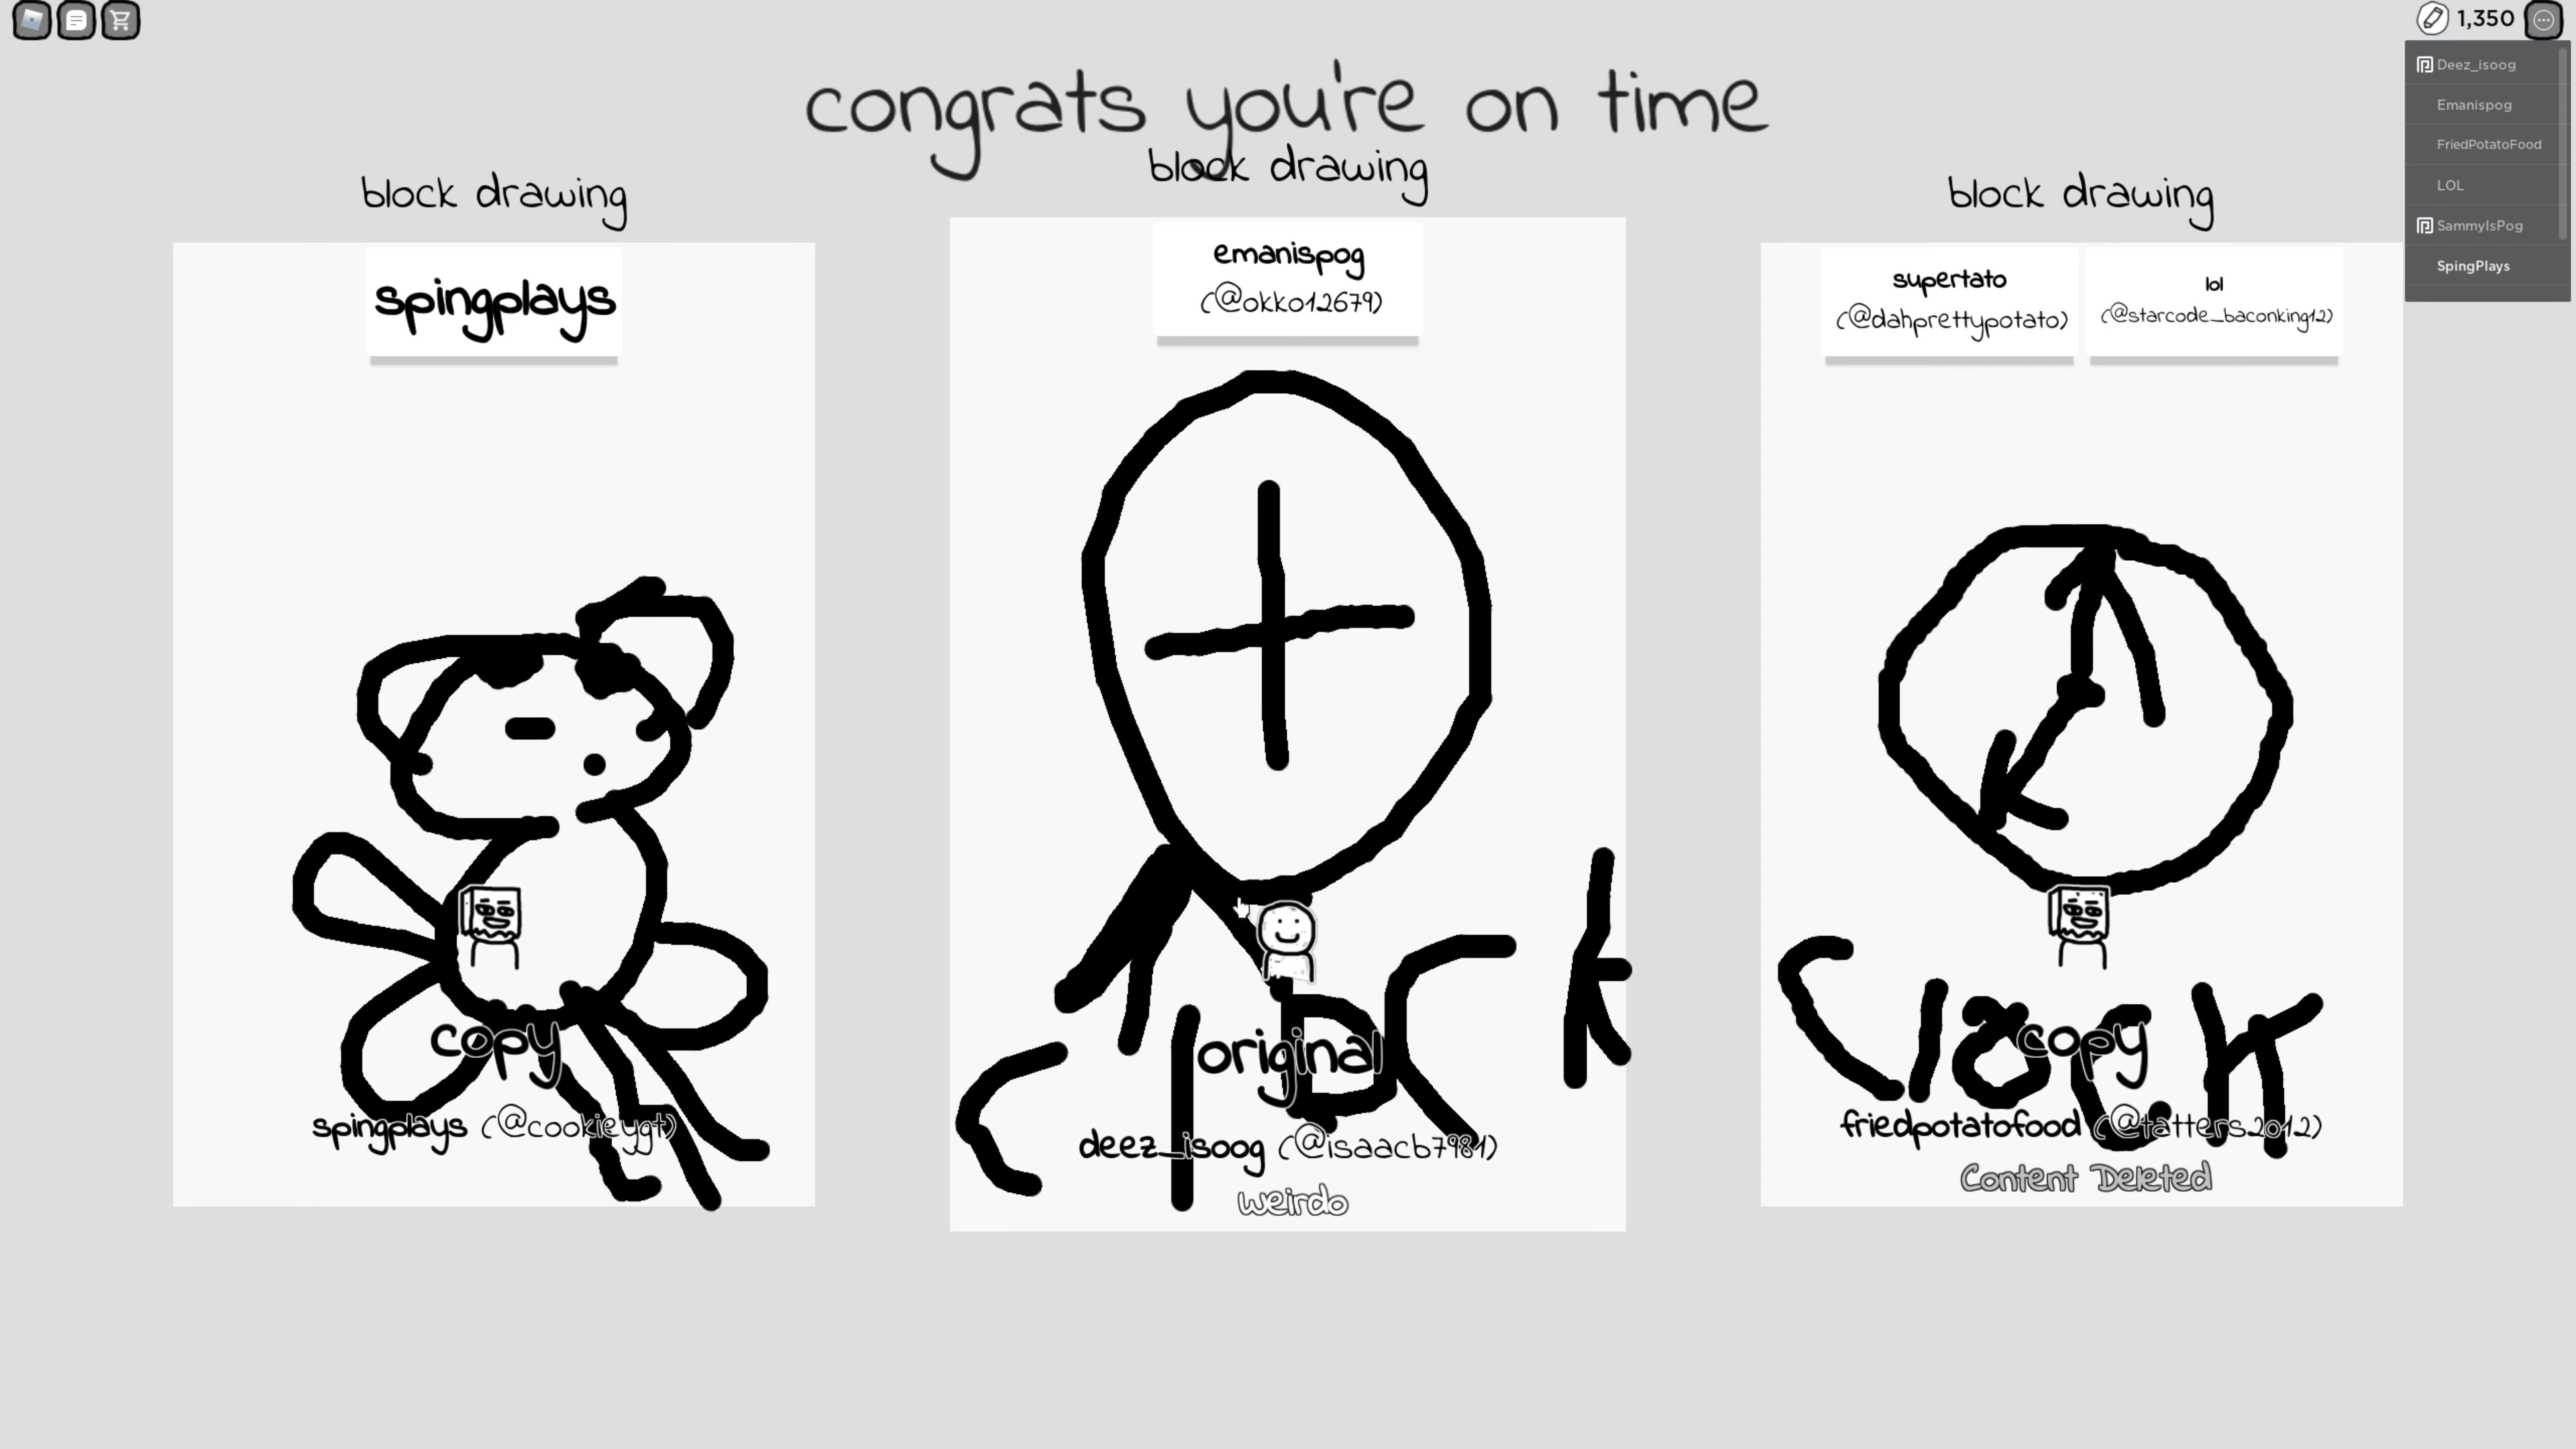 1,350
Deez_isoog
Emanispog
FriedPotatoFood
LOL
SammyIsPog
SpingPlays
congrats you're on time
block drawing
spingplays
copy
spingplays (@cookieygt)
block drawing
emanispog
(@okko12679)
original
deez_isoog (@isaacb7981)
weirdo
block drawing
supertato
(@dahprettypotato)
lol
(@starcode_baconking12)
clock
copy
friedpotatofood (@tatters2012)
Content Deleted